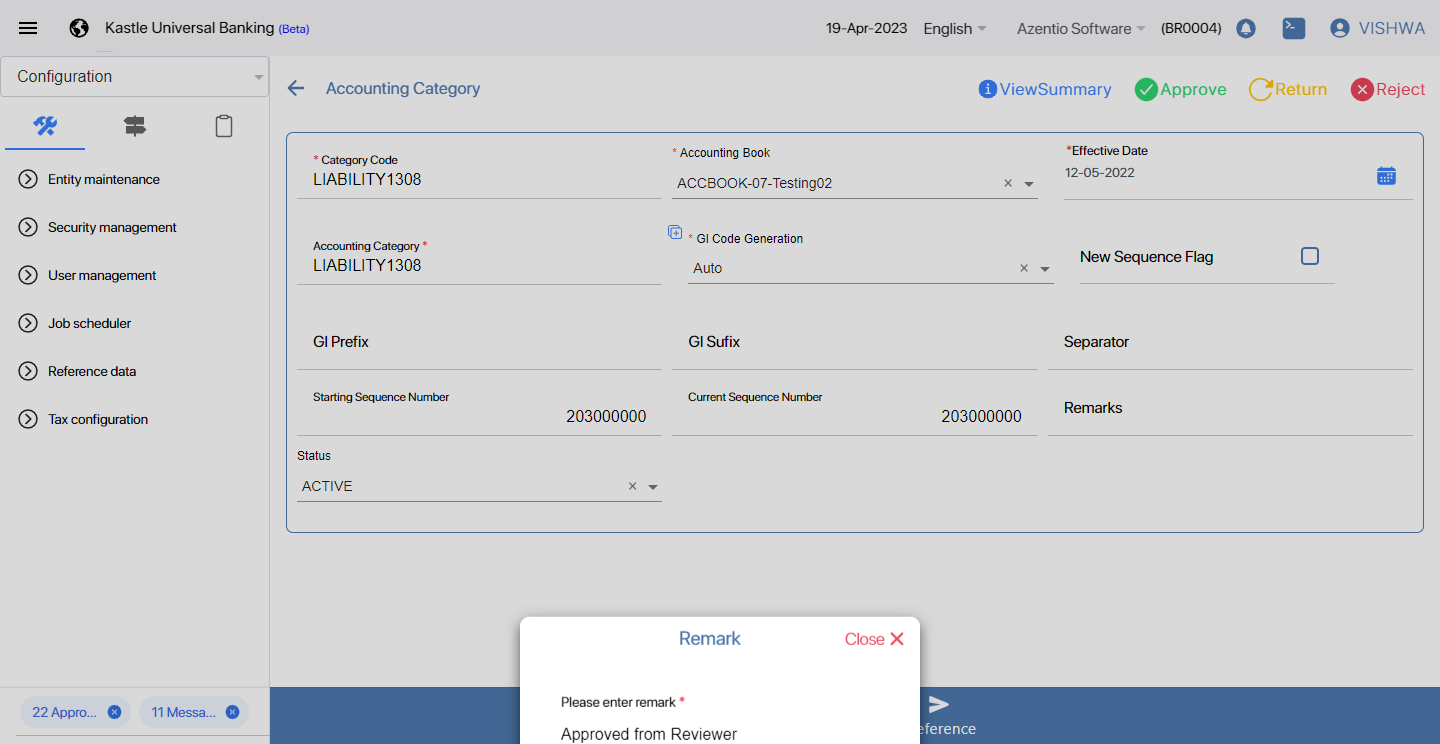 Kastle Universal Banking (Beta)
19-Apr-2023 English Azentio Software (BR0004) VISHWA
Configuration
Accounting Category
ViewSummary Approve Return Reject
Entity maintenance
Security management
User management
Job scheduler
Reference data
Tax configuration
* Category Code
LIABILITY1308
* Accounting Book
ACCBOOK-07-Testing02
*Effective Date
12-05-2022
Accounting Category *
LIABILITY1308
* Gl Code Generation
Auto
New Sequence Flag
Gl Prefix
Gl Sufix
Separator
Starting Sequence Number
203000000
Current Sequence Number
203000000
Remarks
Status
ACTIVE
Remark
Close
Please enter remark *
Approved from Reviewer
22 Appro...
11 Messa...